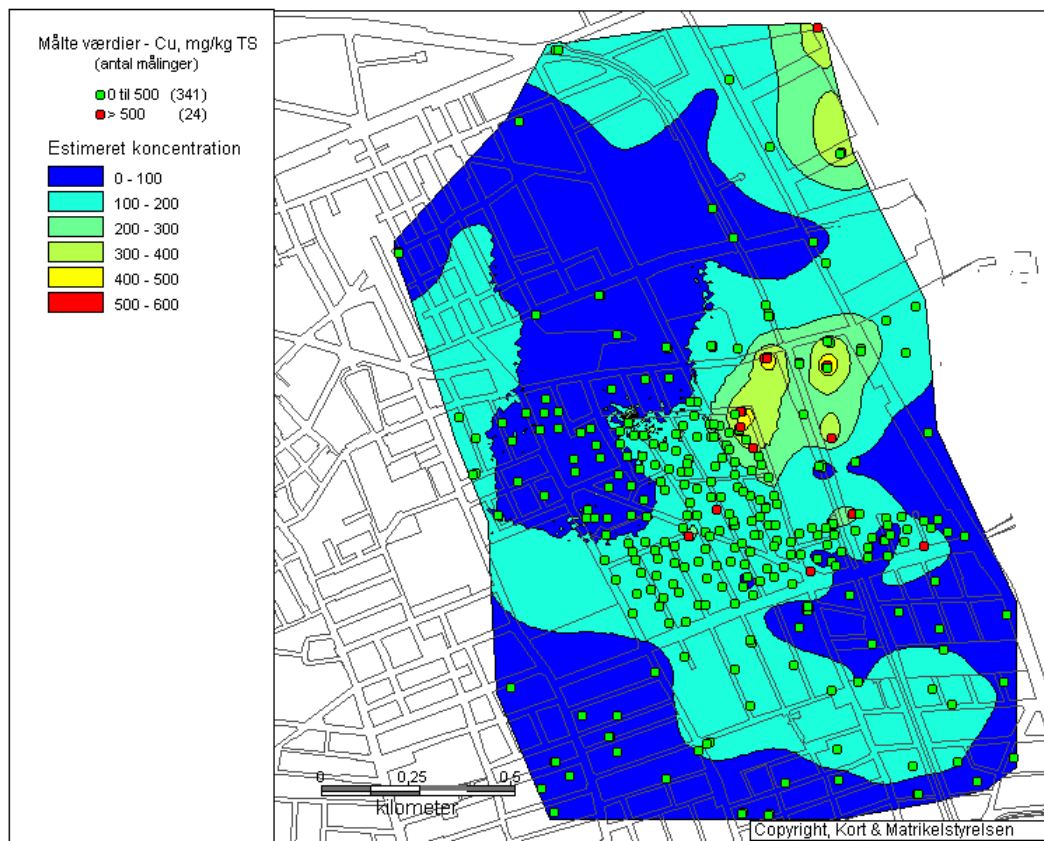 Målte værdier - Cu, mg/kg TS
(antal målinger)
0 til 500 (341)
> 500 (24)
Estimeret koncentration
0 - 100
100 - 200
200 - 300
300 - 400
400 - 500
500 - 600
0 0,25 0,5
kilometer
Copyright, Kort & Matrikelstyrelsen